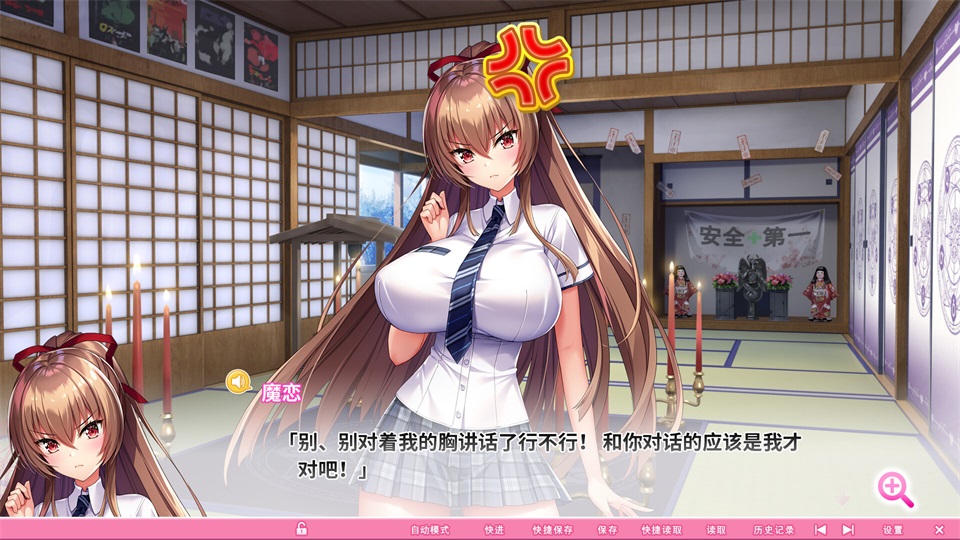 安全+第一
魔恋
「别、别对着我的胸讲话了行不行！ 和你对话的应该是我才
对吧！」
自动模式 快进 快捷保存 保存 快捷读取 读取 历史记录 设置